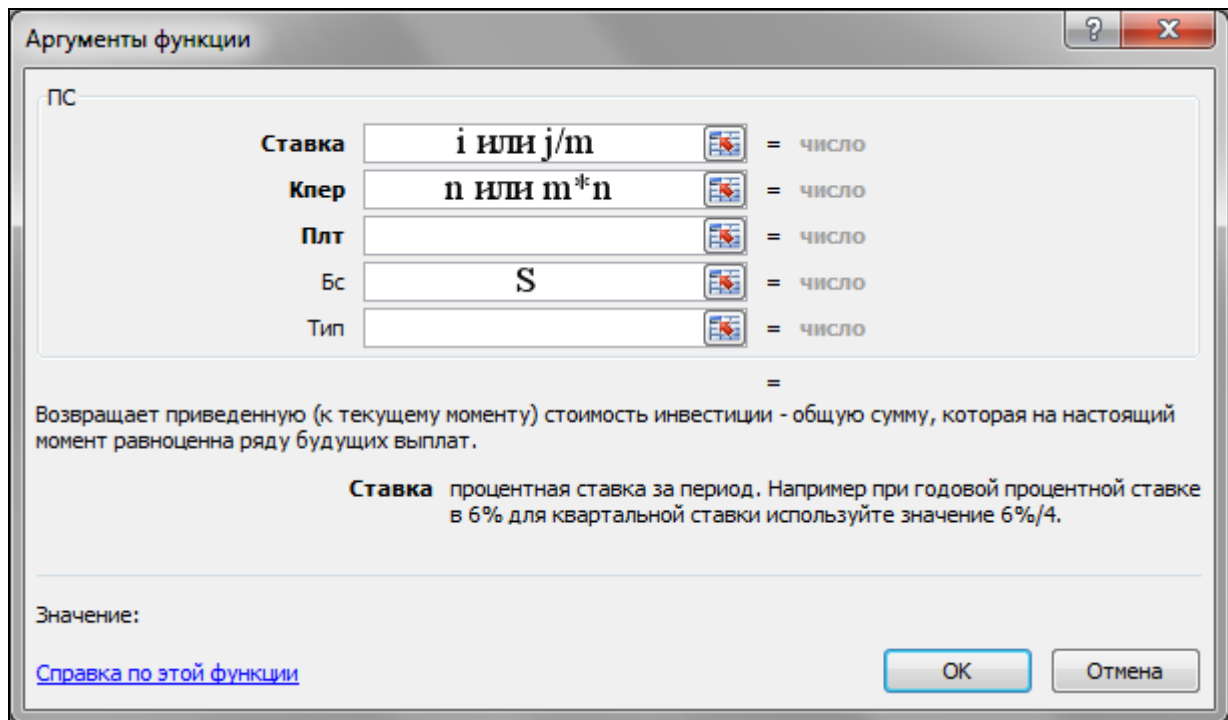 Аргументы функции
ПС
Ставка i или j/m = число
Кпер n или m*n = число
Плт = число
Бс S = число
Тип = число
=
Возвращает приведенную (к текущему моменту) стоимость инвестиции - общую сумму, которая на настоящий
момент равноценна ряду будущих выплат.
Ставка процентная ставка за период. Например при годовой процентной ставке
в 6% для квартальной ставки используйте значение 6%/4.
Значение:
Справка по этой функции
OK Отмена